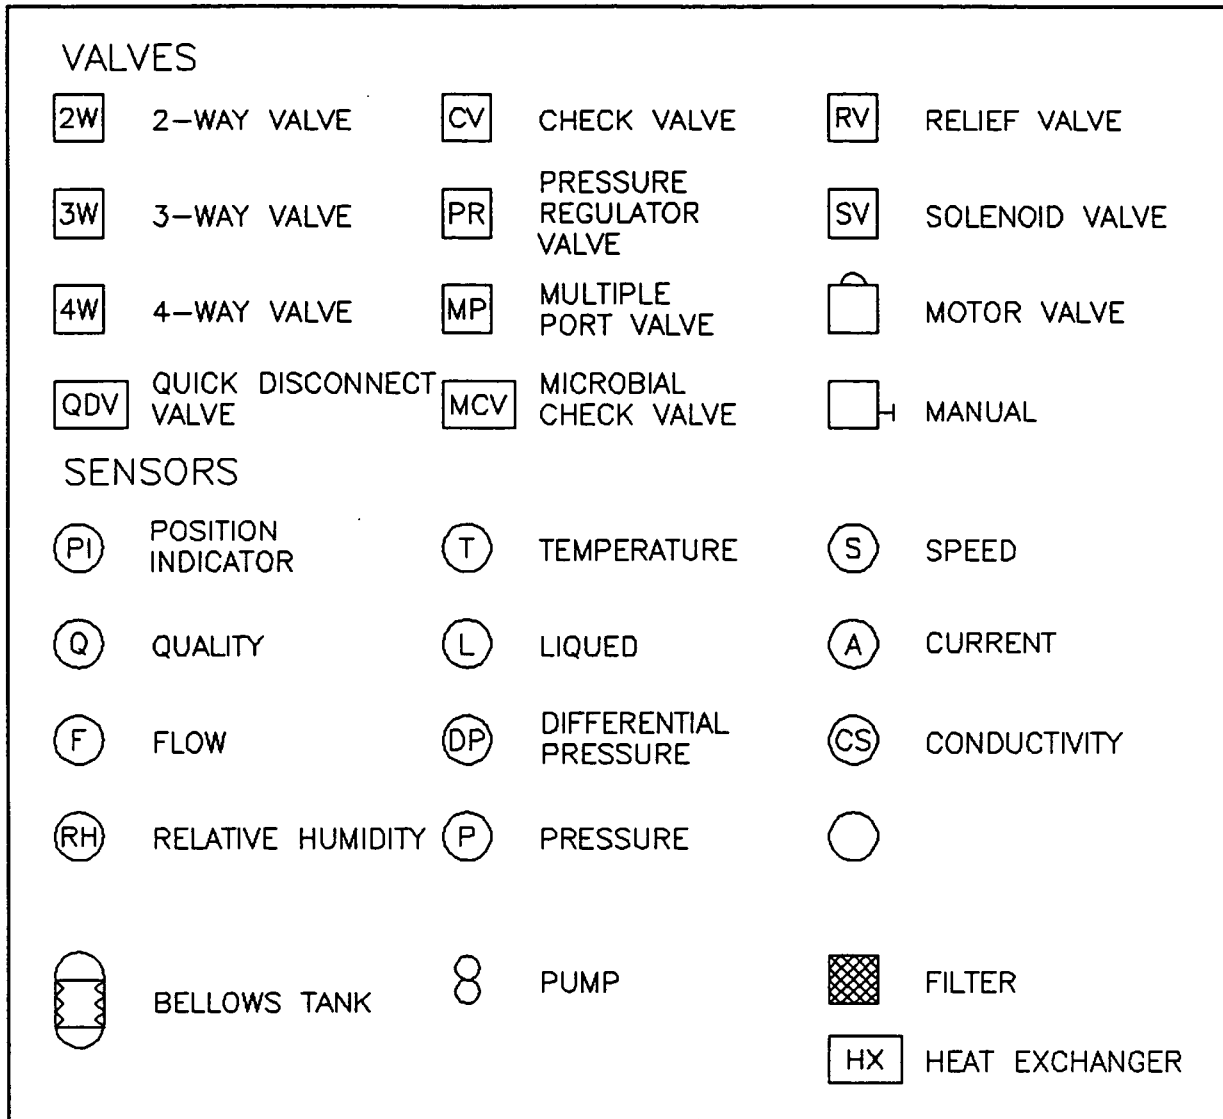 VALVES
2W 2-WAY VALVE CV CHECK VALVE RV RELIEF VALVE
3W 3-WAY VALVE PR PRESSURE REGULATOR VALVE SV SOLENOID VALVE
4W 4-WAY VALVE MP MULTIPLE PORT VALVE MOTOR VALVE
QDV QUICK DISCONNECT VALVE MCV MICROBIAL CHECK VALVE MANUAL
SENSORS
PI POSITION INDICATOR T TEMPERATURE S SPEED
Q QUALITY L LIQUED A CURRENT
F FLOW DP DIFFERENTIAL PRESSURE CS CONDUCTIVITY
RH RELATIVE HUMIDITY P PRESSURE
BELLOWS TANK PUMP FILTER
HX HEAT EXCHANGER